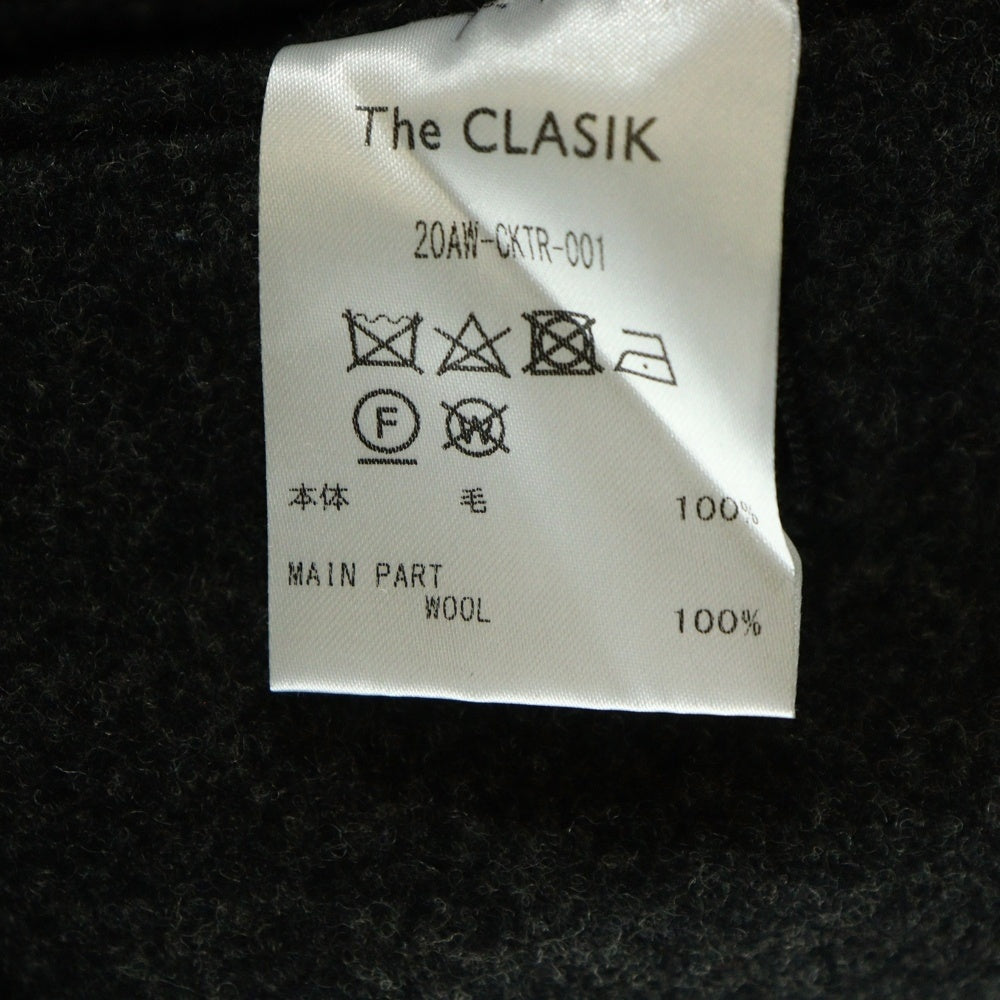 The CLASIK
20AW-CKTR-001
F W
本体 毛 100%
MAIN PART
WOOL 100%